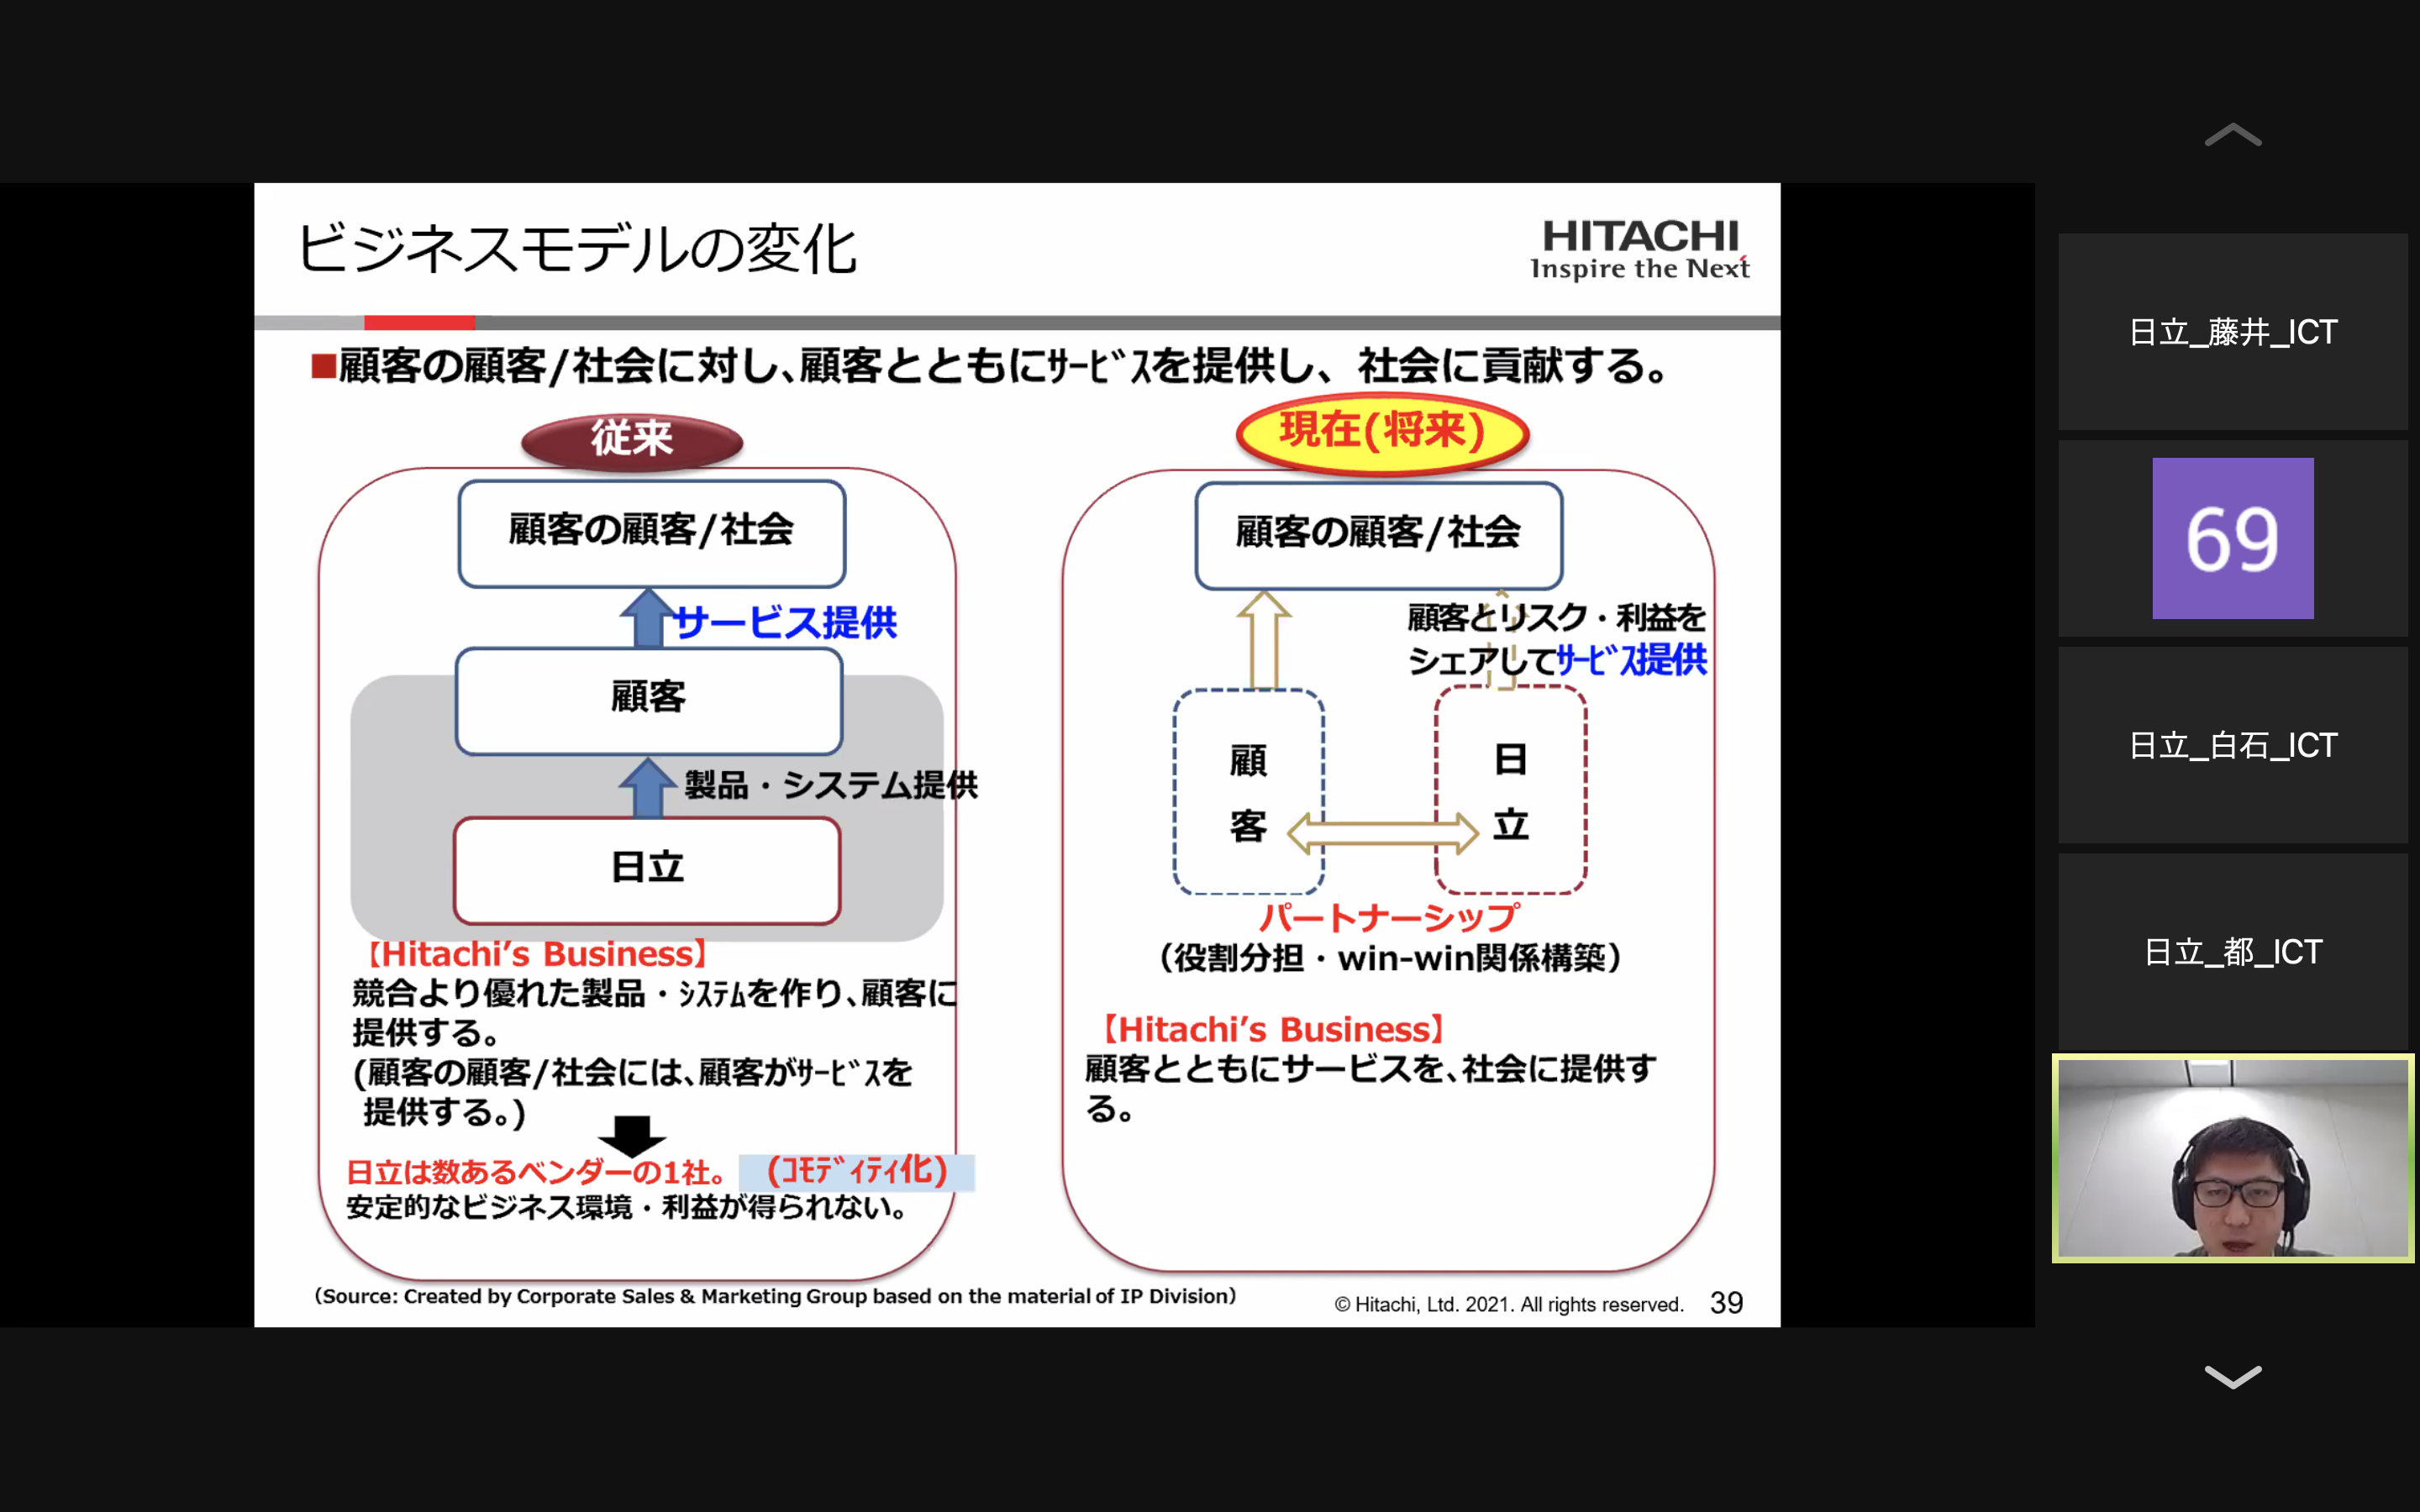 ビジネスモデルの変化
HITACHI
Inspire the Next
■顧客の顧客/社会に対し､顧客とともにｻｰﾋﾞｽを提供し、社会に貢献する。
従来
顧客の顧客/社会
サービス提供
顧客
製品・システム提供
日立
【Hitachi’s Business】
競合より優れた製品・ｼｽﾃﾑを作り､顧客に
提供する。
(顧客の顧客/社会には､顧客がｻｰﾋﾞｽを
提供する｡)
日立は数あるベンダーの1社。 (ｺﾓﾃﾞｨﾃｨ化)
安定的なビジネス環境・利益が得られない。
現在(将来)
顧客の顧客/社会
顧客とリスク・利益を
シェアしてｻｰﾋﾞｽ提供
顧客
日立
パートナーシップ
（役割分担・win-win関係構築）
【Hitachi’s Business】
顧客とともにサービスを､社会に提供す
る。
（Source: Created by Corporate Sales & Marketing Group based on the material of IP Division）
© Hitachi, Ltd. 2021. All rights reserved. 39
日立_藤井_ICT
69
日立_白石_ICT
日立_都_ICT